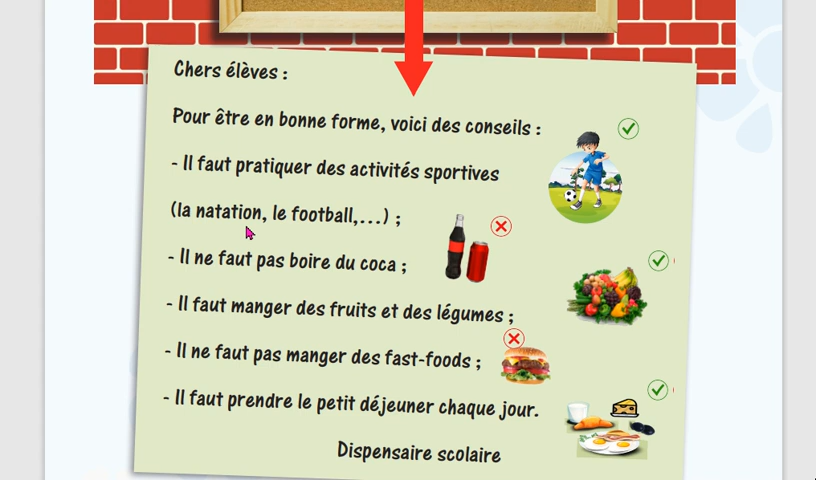 Chers élèves :
Pour être en bonne forme, voici des conseils :
- Il faut pratiquer des activités sportives
(la natation, le football,...) ;
- Il ne faut pas boire du coca ;
- Il faut manger des fruits et des légumes ;
- Il ne faut pas manger des fast-foods ;
- Il faut prendre le petit déjeuner chaque jour.
Dispensaire scolaire